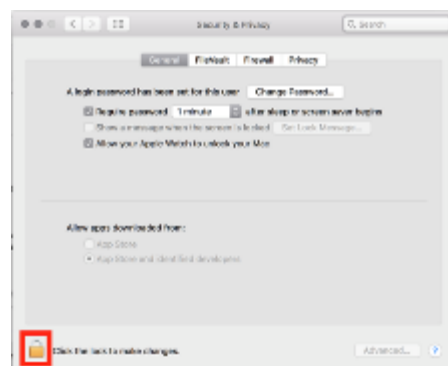 Security & Privacy
Search
General FileVault Firewall Privacy
A login password has been set for this user Change Password...
Require password 1 minute after sleep or screen saver begins
Show a message when the screen is locked Set Lock Message...
Allow your Apple Watch to unlock your Mac
Allow apps downloaded from:
App Store
App Store and identified developers
Click the lock to make changes.
Advanced... ?